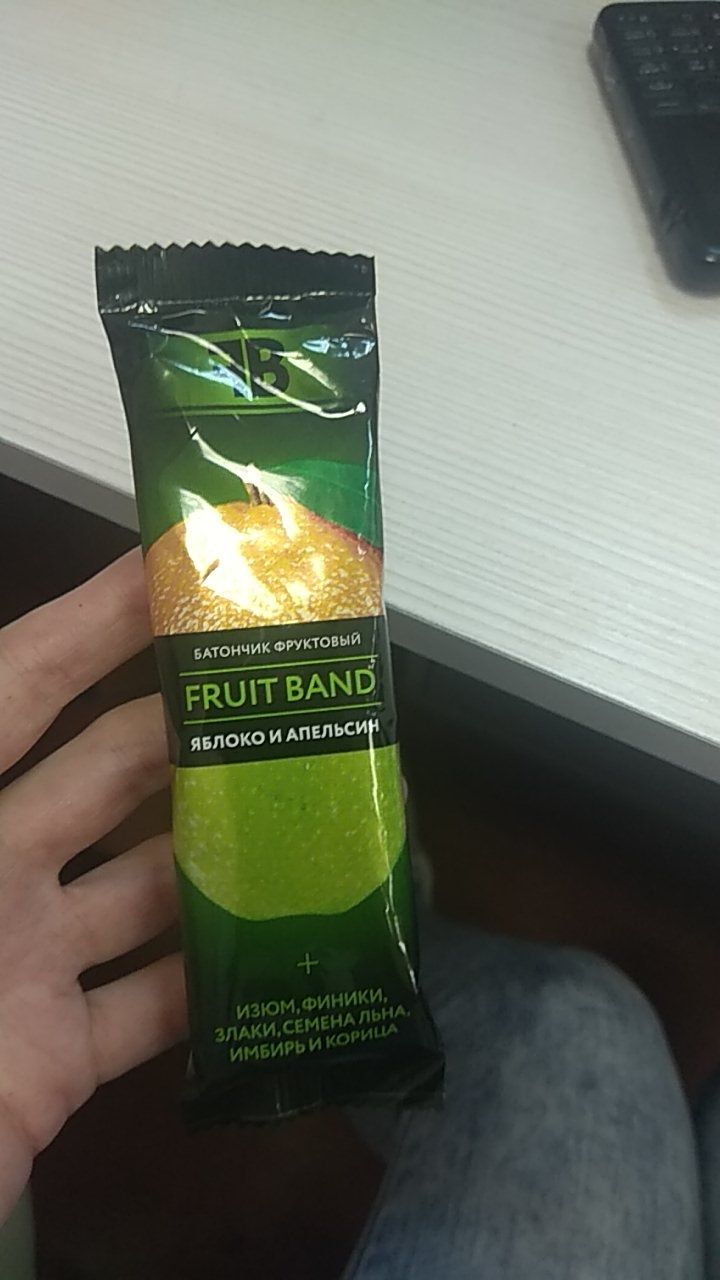 БАТОНЧИК ФРУКТОВЫЙ
FRUIT BAND
ЯБЛОКО И АПЕЛЬСИН
+
ИЗЮМ, ФИНИКИ,
ЗЛАКИ, СЕМЕНА ЛЬНА,
ИМБИРЬ И КОРИЦА